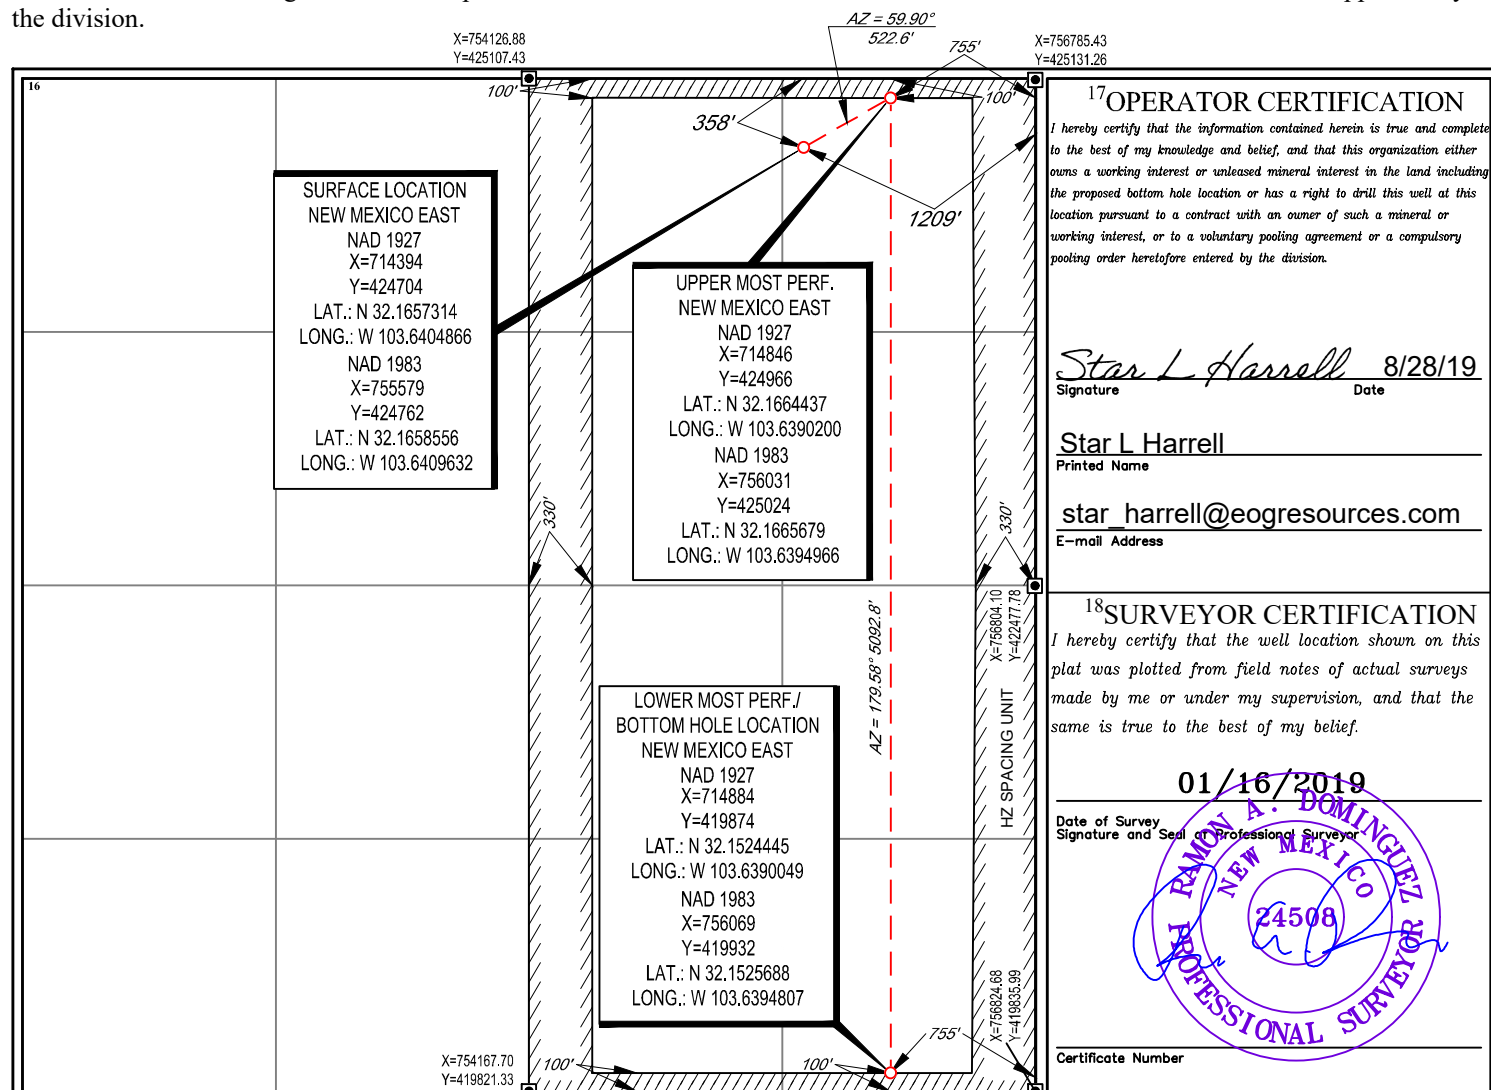 the division.
AZ = 59.90°
522.6'
X=754126.88
Y=425107.43
755'
X=756785.43
Y=425131.26
16
100'
100'
358'
1209'
SURFACE LOCATION
NEW MEXICO EAST
NAD 1927
X=714394
Y=424704
LAT.: N 32.1657314
LONG.: W 103.6404866
NAD 1983
X=755579
Y=424762
LAT.: N 32.1658556
LONG.: W 103.6409632
UPPER MOST PERF.
NEW MEXICO EAST
NAD 1927
X=714846
Y=424966
LAT.: N 32.1664437
LONG.: W 103.6390200
NAD 1983
X=756031
Y=425024
LAT.: N 32.1665679
LONG.: W 103.6394966
330'
330'
X=756804.10
Y=422477.78
AZ = 179.58° 5092.8'
HZ SPACING UNIT
LOWER MOST PERF./
BOTTOM HOLE LOCATION
NEW MEXICO EAST
NAD 1927
X=714884
Y=419874
LAT.: N 32.1524445
LONG.: W 103.6390049
NAD 1983
X=756069
Y=419932
LAT.: N 32.1525688
LONG.: W 103.6394807
X=756824.68
Y=419835.99
755'
X=754167.70
Y=419821.33
100'
100'
17OPERATOR CERTIFICATION
I hereby certify that the information contained herein is true and complete
to the best of my knowledge and belief, and that this organization either
owns a working interest or unleased mineral interest in the land including
the proposed bottom hole location or has a right to drill this well at this
location pursuant to a contract with an owner of such a mineral or
working interest, or to a voluntary pooling agreement or a compulsory
pooling order heretofore entered by the division.
Star L Harrell 8/28/19
Signature Date
Star L Harrell
Printed Name
star_harrell@eogresources.com
E-mail Address
18SURVEYOR CERTIFICATION
I hereby certify that the well location shown on this
plat was plotted from field notes of actual surveys
made by me or under my supervision, and that the
same is true to the best of my belief.
01/16/2019
Date of Survey
Signature and Seal of Professional Surveyor
RAMON A. DOMINGUEZ
NEW MEXICO
24508
PROFESSIONAL SURVEYOR
Certificate Number